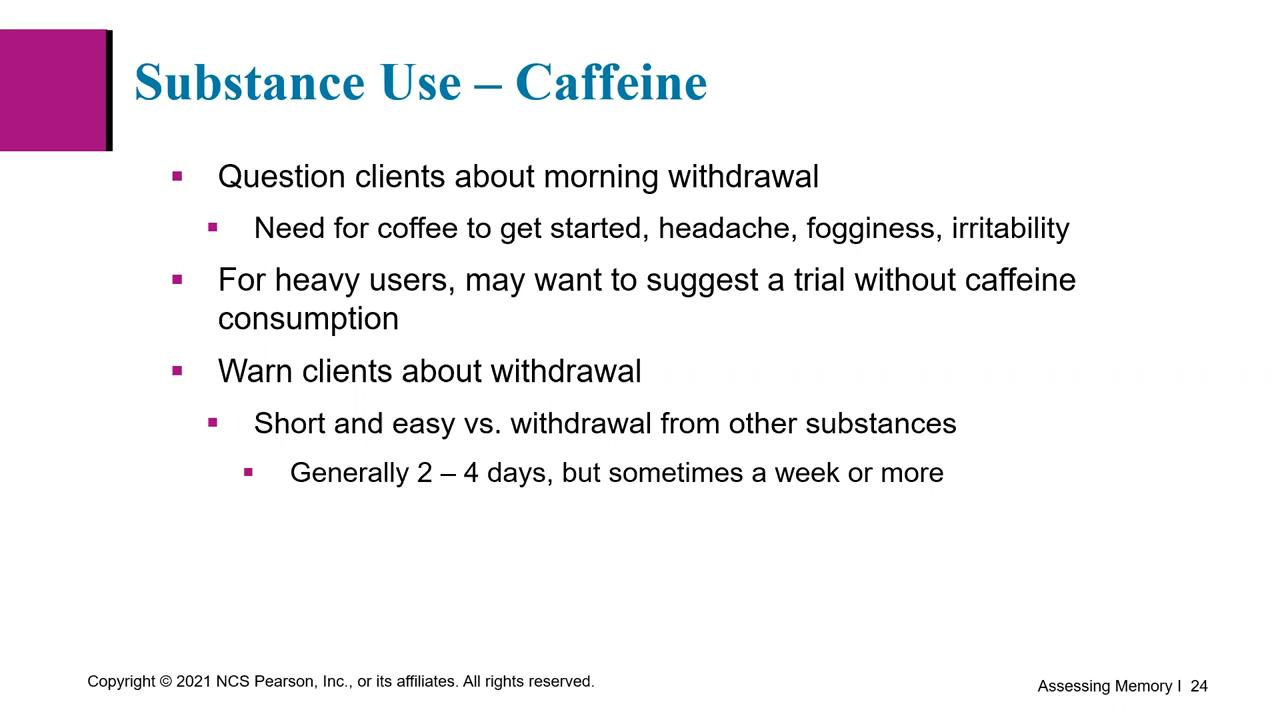 Substance Use – Caffeine
▪ Question clients about morning withdrawal
▪ Need for coffee to get started, headache, fogginess, irritability
▪ For heavy users, may want to suggest a trial without caffeine
consumption
▪ Warn clients about withdrawal
▪ Short and easy vs. withdrawal from other substances
▪ Generally 2 – 4 days, but sometimes a week or more
Copyright © 2021 NCS Pearson, Inc., or its affiliates. All rights reserved.
Assessing Memory I 24